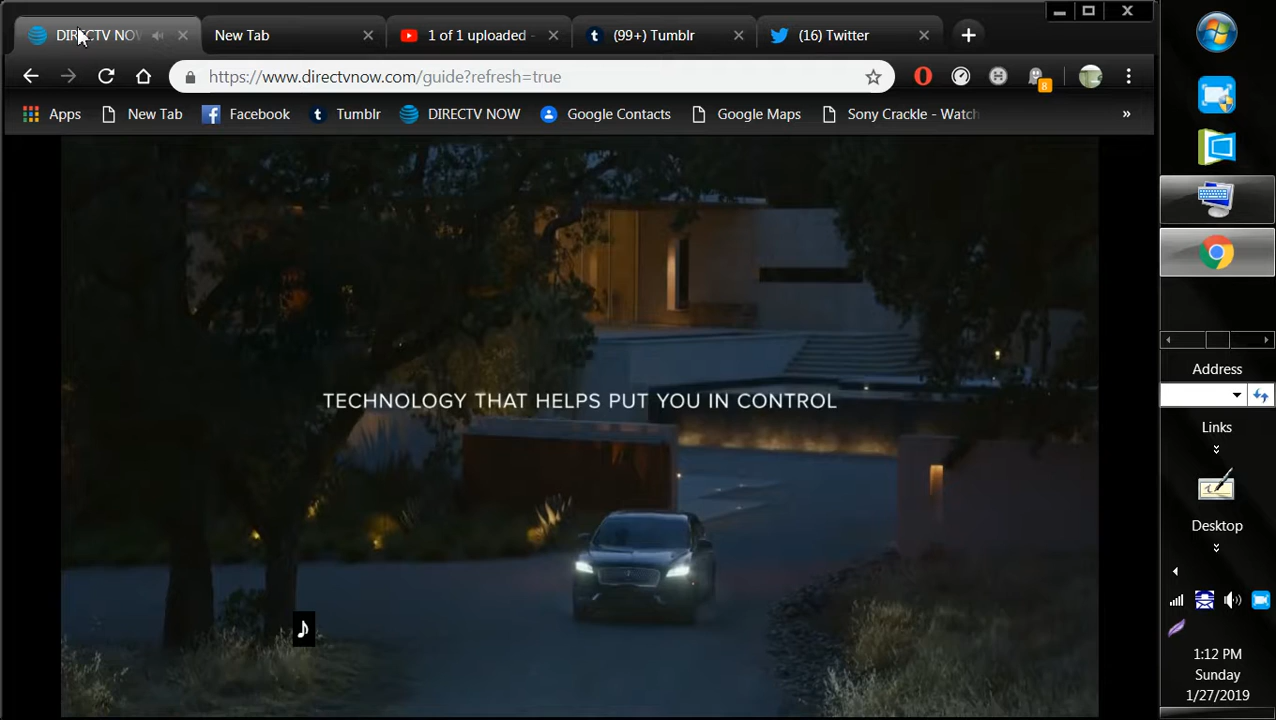 DIRECTV NOW
New Tab
1 of 1 uploaded -
(99+) Tumblr
(16) Twitter
https://www.directvnow.com/guide?refresh=true
8
Apps
New Tab
Facebook
Tumblr
DIRECTV NOW
Google Contacts
Google Maps
Sony Crackle - Watch
»
TECHNOLOGY THAT HELPS PUT YOU IN CONTROL
♪
Address
Links
Desktop
1:12 PM
Sunday
1/27/2019